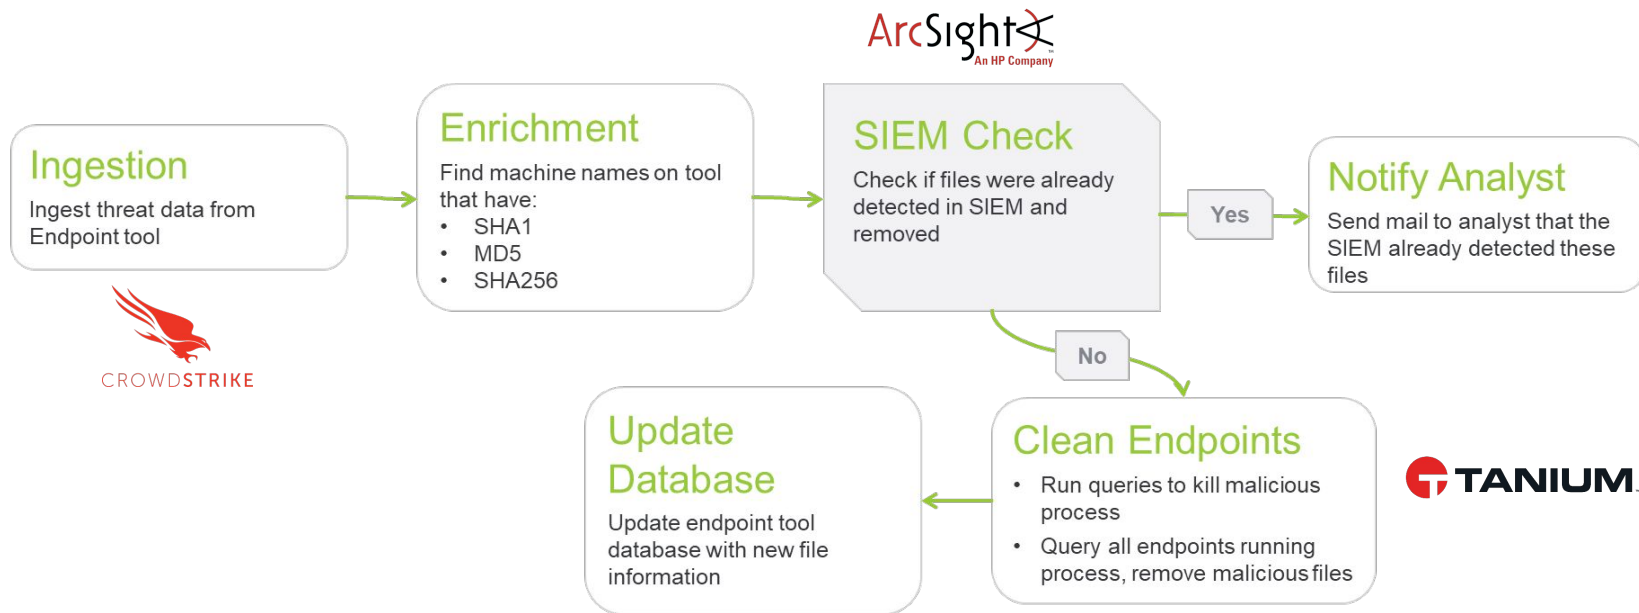 ArcSight
An HP Company
Ingestion
Ingest threat data from
Endpoint tool
CROWDSTRIKE
Enrichment
Find machine names on tool
that have:
• SHA1
• MD5
• SHA256
SIEM Check
Check if files were already
detected in SIEM and
removed
Yes
Notify Analyst
Send mail to analyst that the
SIEM already detected these
files
No
Clean Endpoints
• Run queries to kill malicious
process
• Query all endpoints running
process, remove malicious files
TANIUM
Update
Database
Update endpoint tool
database with new file
information